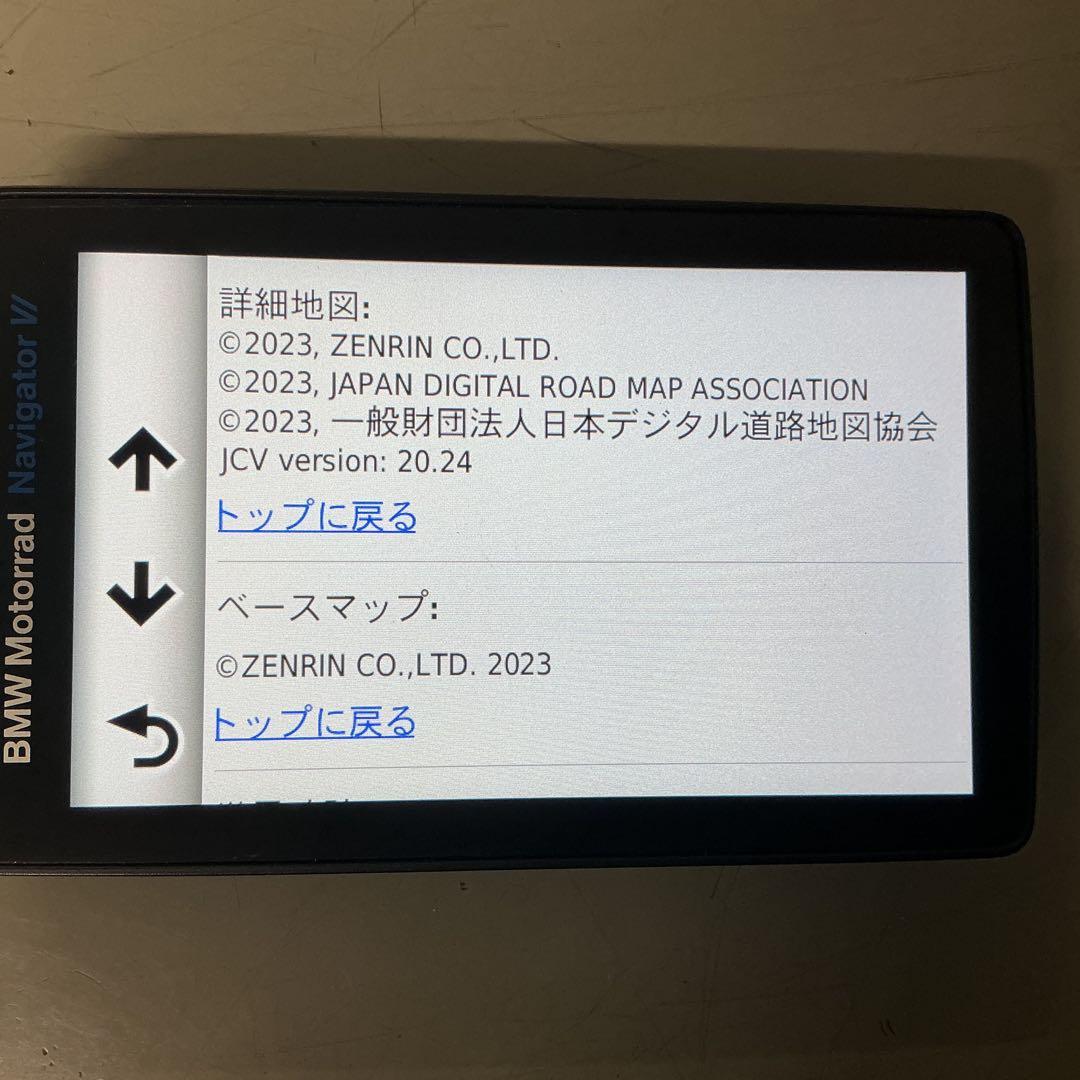 BMW Motorrad Navigator VI
詳細地図:
©2023, ZENRIN CO.,LTD.
©2023, JAPAN DIGITAL ROAD MAP ASSOCIATION
©2023, 一般財団法人日本デジタル道路地図協会
JCV version: 20.24
トップに戻る
ベースマップ:
©ZENRIN CO.,LTD. 2023
トップに戻る